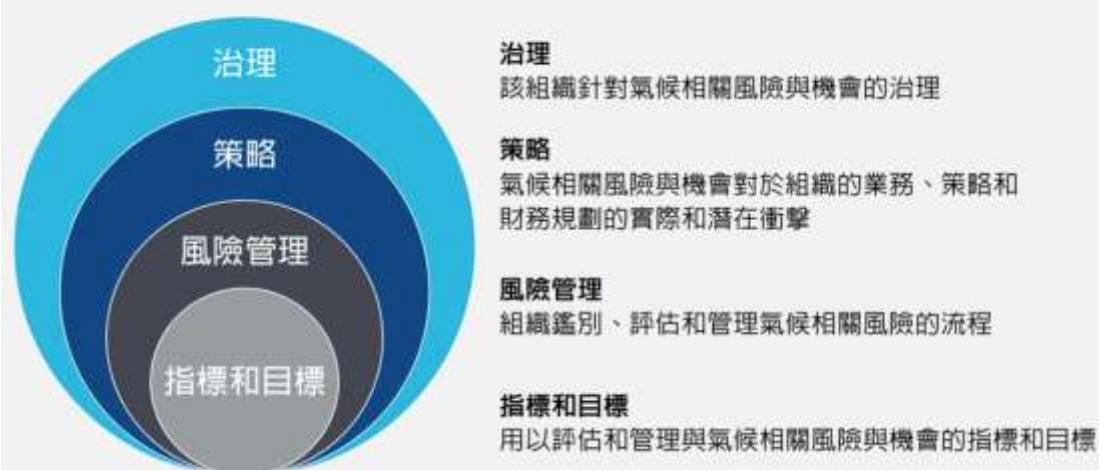 治理
策略
風險管理
指標和目標
治理
該組織針對氣候相關風險與機會的治理
策略
氣候相關風險與機會對於組織的業務、策略和
財務規劃的實際和潛在衝擊
風險管理
組織鑑別、評估和管理氣候相關風險的流程
指標和目標
用以評估和管理與氣候相關風險與機會的指標和目標